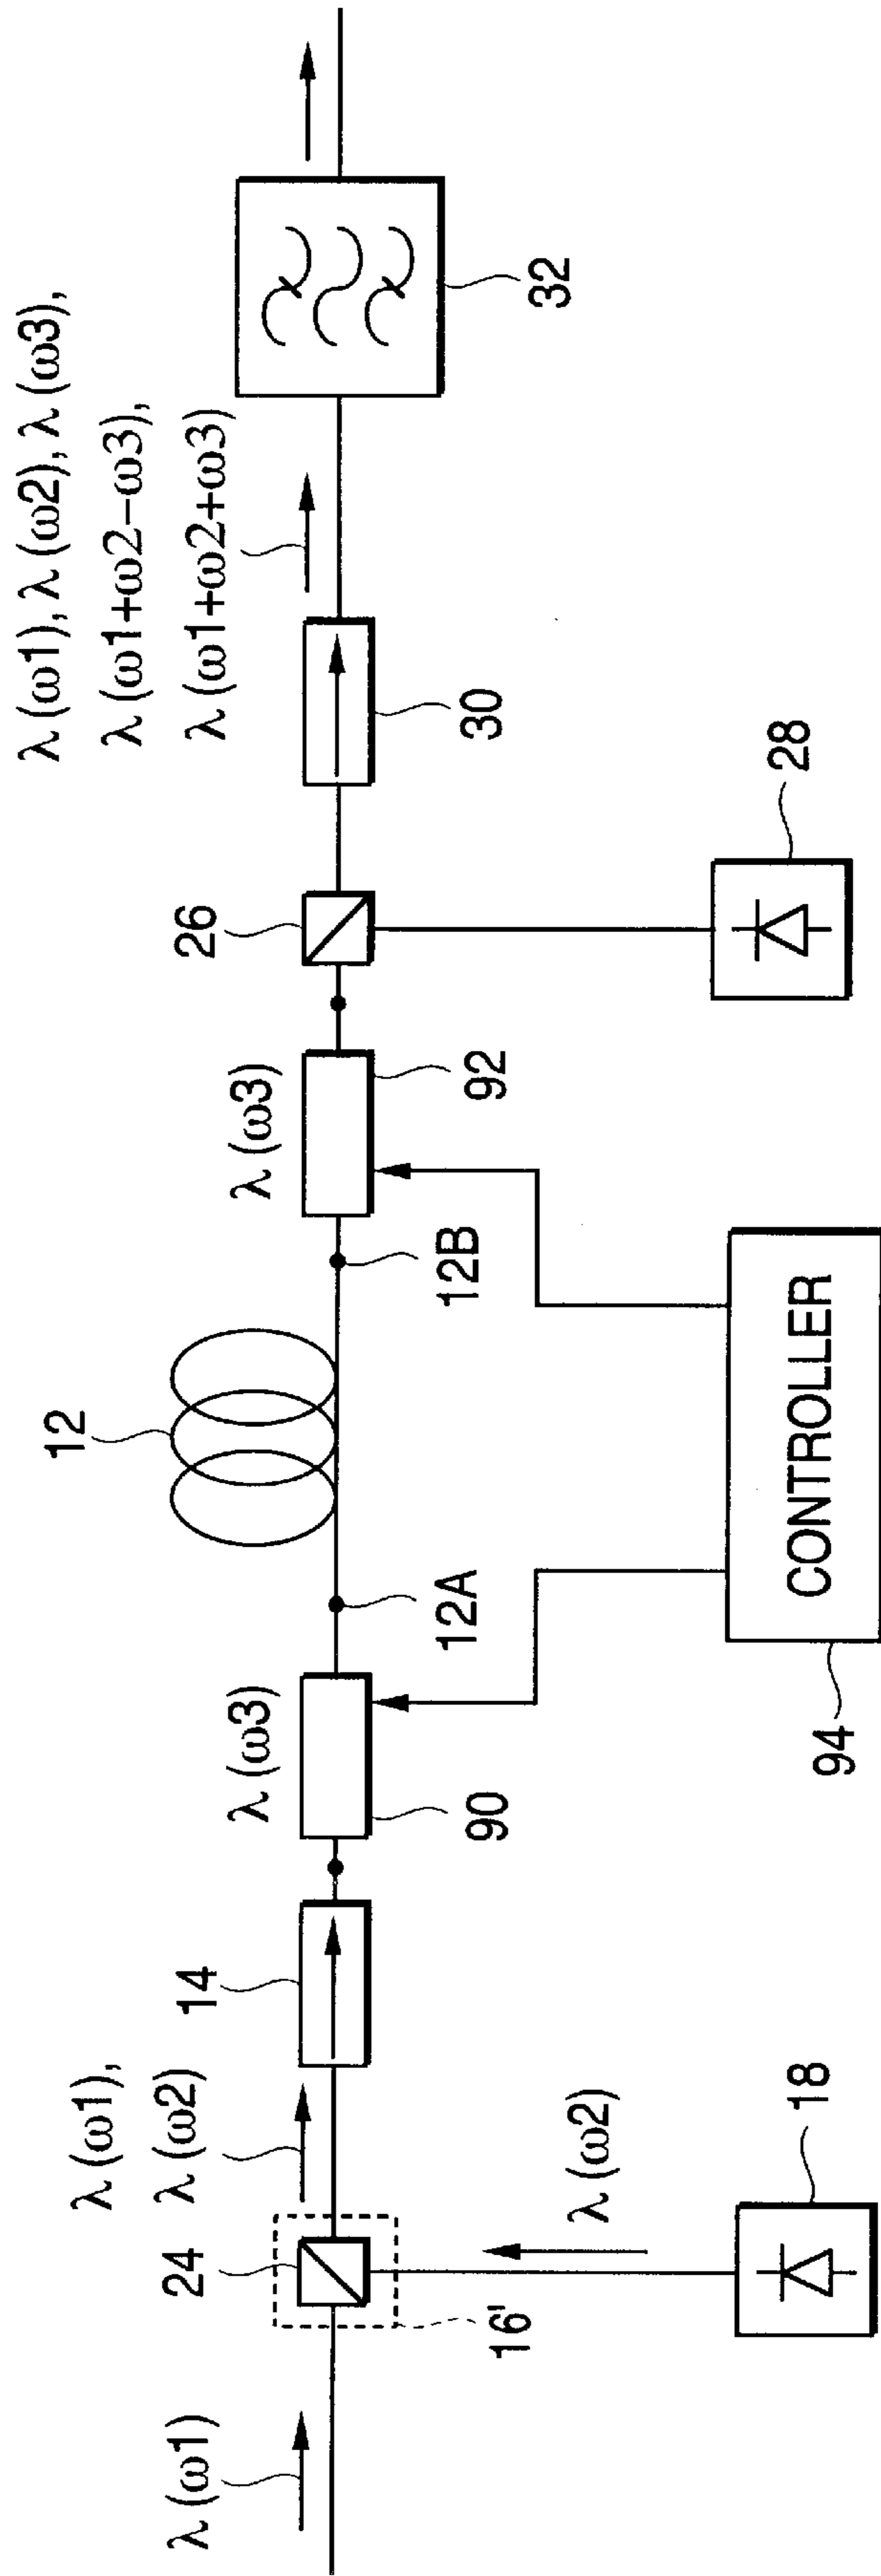 λ(ω1)
λ(ω1),
λ(ω2)
24
16'
λ(ω2)
18
14
λ(ω3)
90
12A
12
12B
λ(ω3)
92
94
CONTROLLER
26
28
30
λ(ω1), λ(ω2), λ(ω3),
λ(ω1+ω2−ω3),
λ(ω1+ω2+ω3)
32